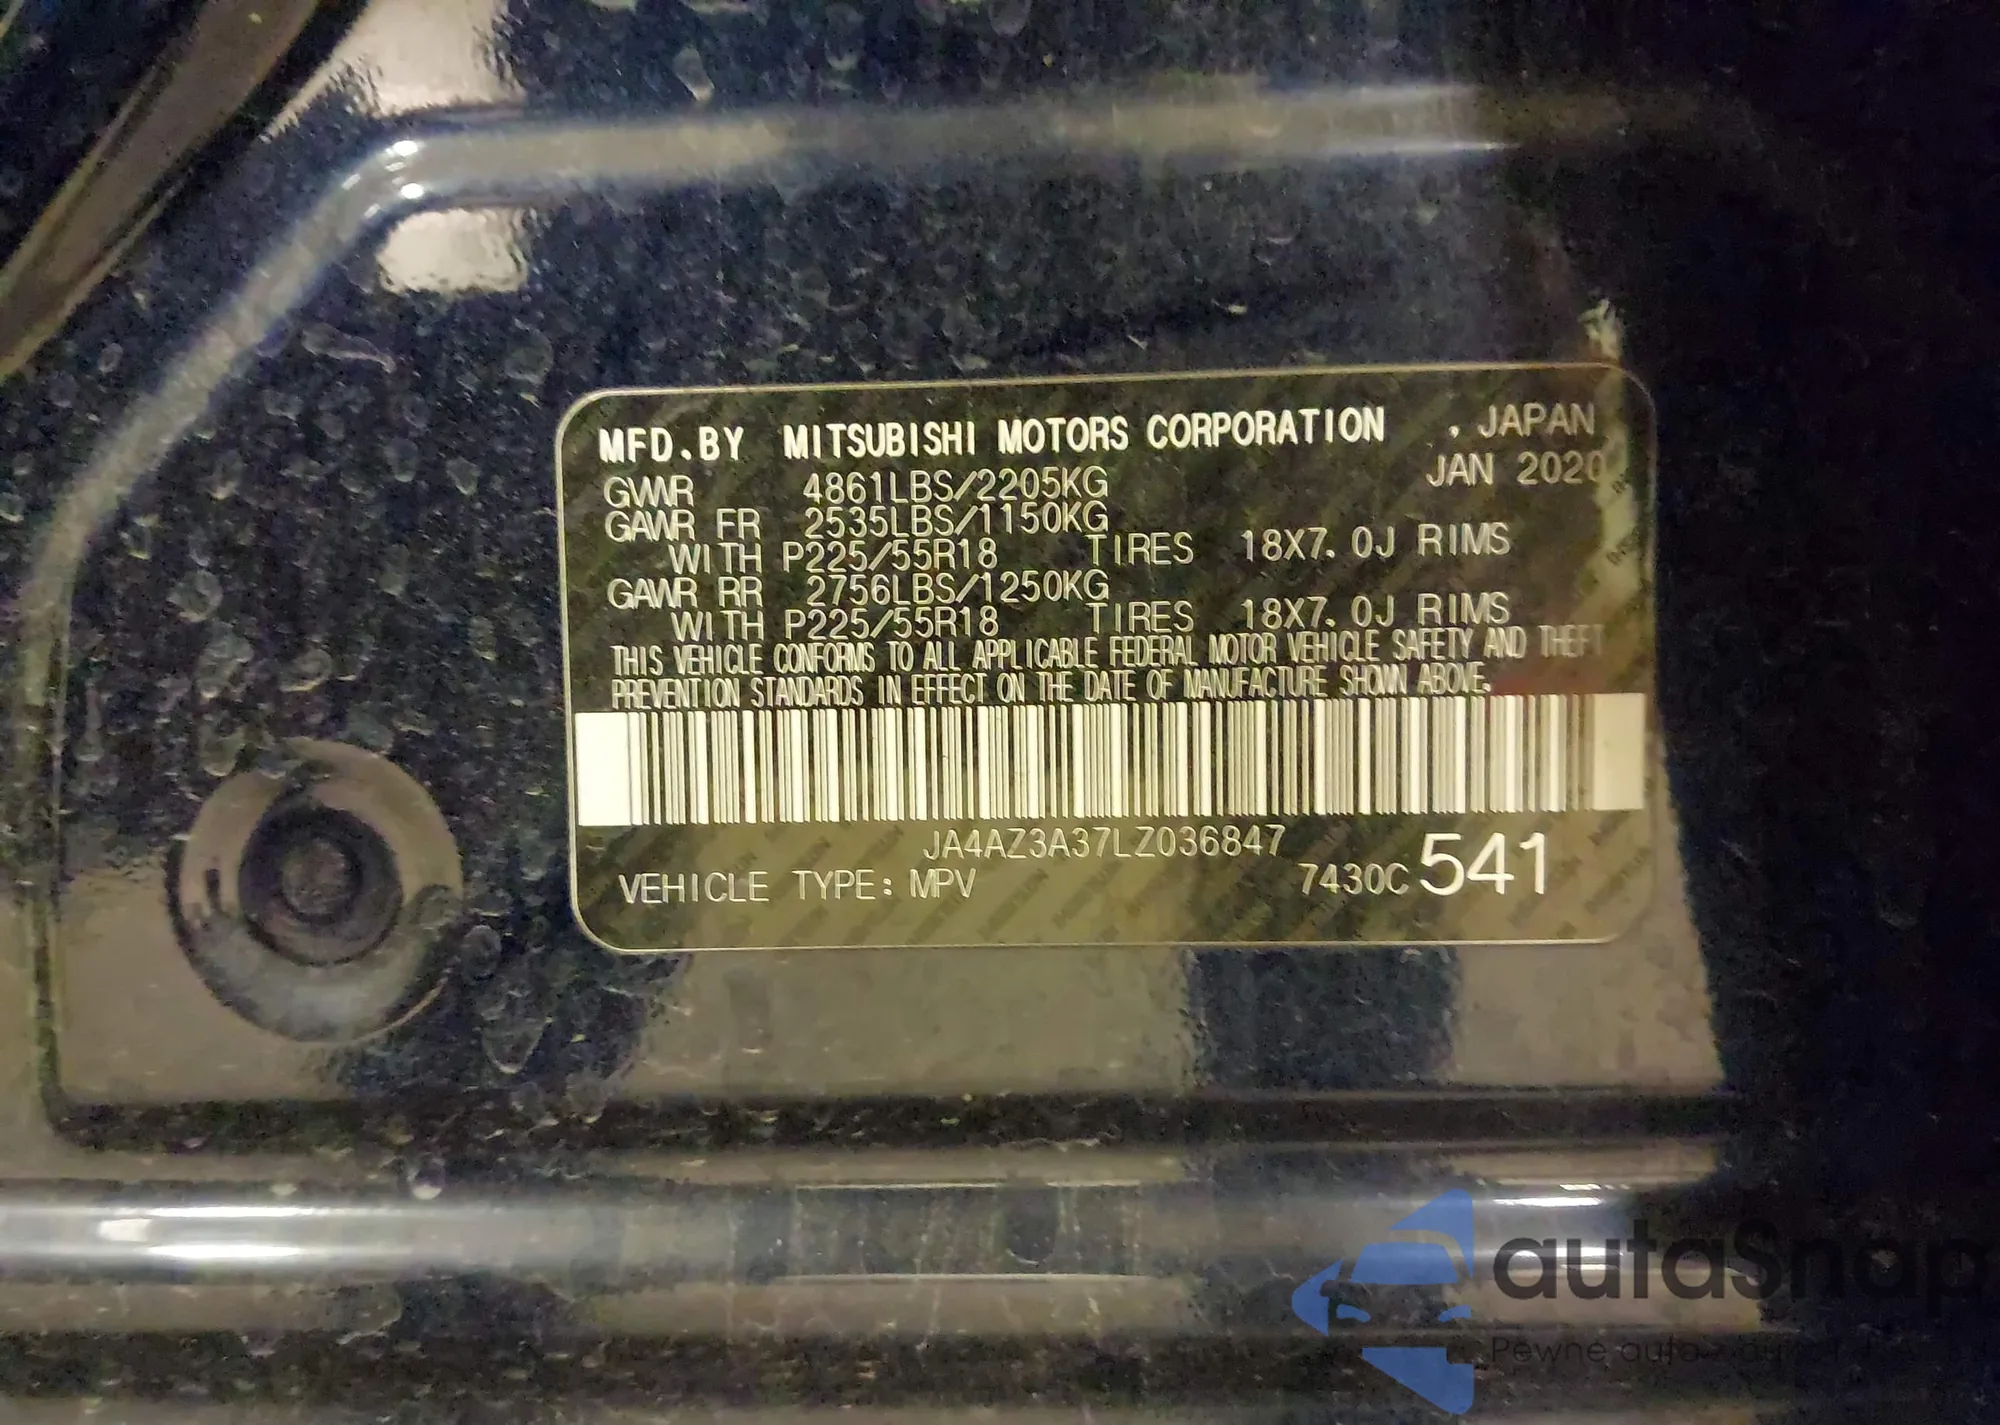 MFD.BY MITSUBISHI MOTORS CORPORATION , JAPAN
JAN 2020
GVWR 4861LBS/2205KG
GAWR FR 2535LBS/1150KG
WITH P225/55R18 TIRES 18X7.0J RIMS
GAWR RR 2756LBS/1250KG
WITH P225/55R18 TIRES 18X7.0J RIMS
THIS VEHICLE CONFORMS TO ALL APPLICABLE FEDERAL MOTOR VEHICLE SAFETY AND THEFT
PREVENTION STANDARDS IN EFFECT ON THE DATE OF MANUFACTURE SHOWN ABOVE.
JA4AZ3A37LZ036847
VEHICLE TYPE: MPV 7430C 541
autaSnap
Pewne auta